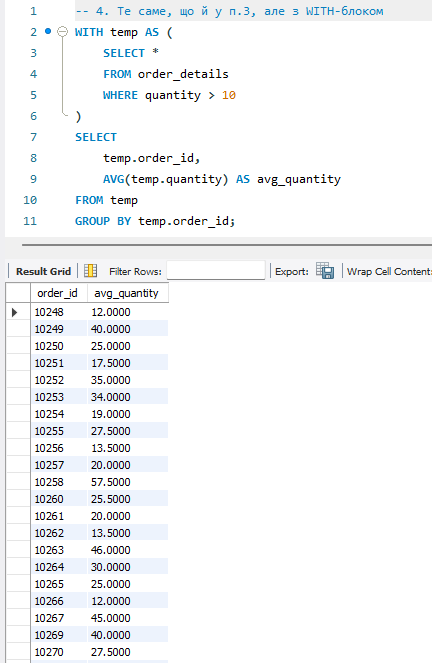 1 -- 4. Те саме, що й у п.3, але з WITH-блоком
2 WITH temp AS (
3 SELECT *
4 FROM order_details
5 WHERE quantity > 10
6 )
7 SELECT
8 temp.order_id,
9 AVG(temp.quantity) AS avg_quantity
10 FROM temp
11 GROUP BY temp.order_id;
Result Grid Filter Rows: Export: Wrap Cell Content:
order_id avg_quantity
10248 12.0000
10249 40.0000
10250 25.0000
10251 17.5000
10252 35.0000
10253 34.0000
10254 19.0000
10255 27.5000
10256 13.5000
10257 20.0000
10258 57.5000
10260 25.5000
10261 20.0000
10262 13.5000
10263 46.0000
10264 30.0000
10265 25.0000
10266 12.0000
10267 45.0000
10269 40.0000
10270 27.5000